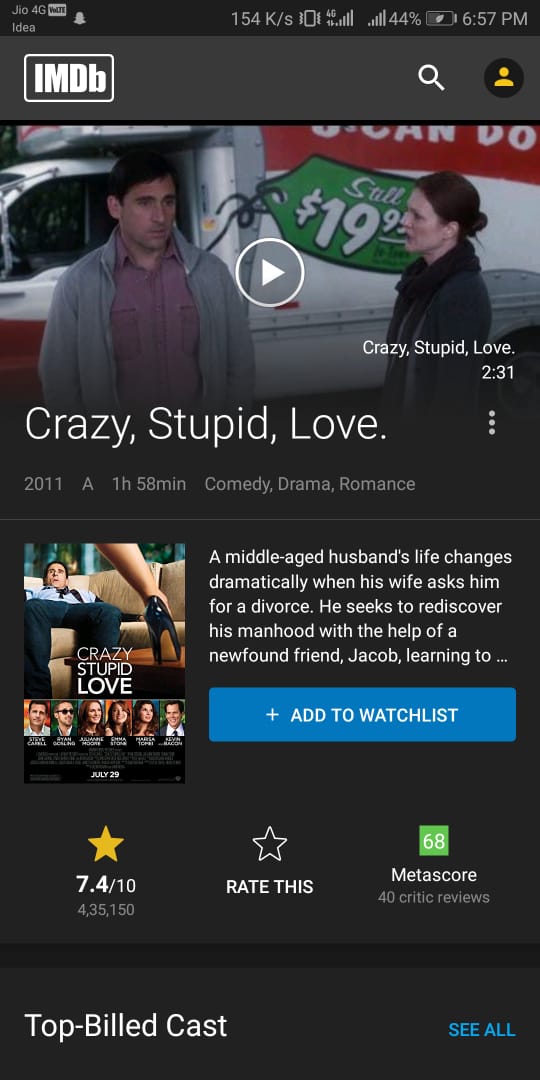 Jio 4G VoLTE
Idea
154 K/s 4G 44% 6:57 PM
IMDb
U-CAN DO
Still
$19.95
Crazy, Stupid, Love.
2:31
Crazy, Stupid, Love.
2011 A 1h 58min Comedy, Drama, Romance
A middle-aged husband's life changes
dramatically when his wife asks him
for a divorce. He seeks to rediscover
his manhood with the help of a
newfound friend, Jacob, learning to ...
CRAZY
STUPID
LOVE
STEVE CARELL RYAN GOSLING JULIANNE MOORE EMMA STONE MARISA TOMEI KEVIN BACON
JULY 29
+ ADD TO WATCHLIST
7.4/10
4,35,150
RATE THIS
68
Metascore
40 critic reviews
Top-Billed Cast
SEE ALL